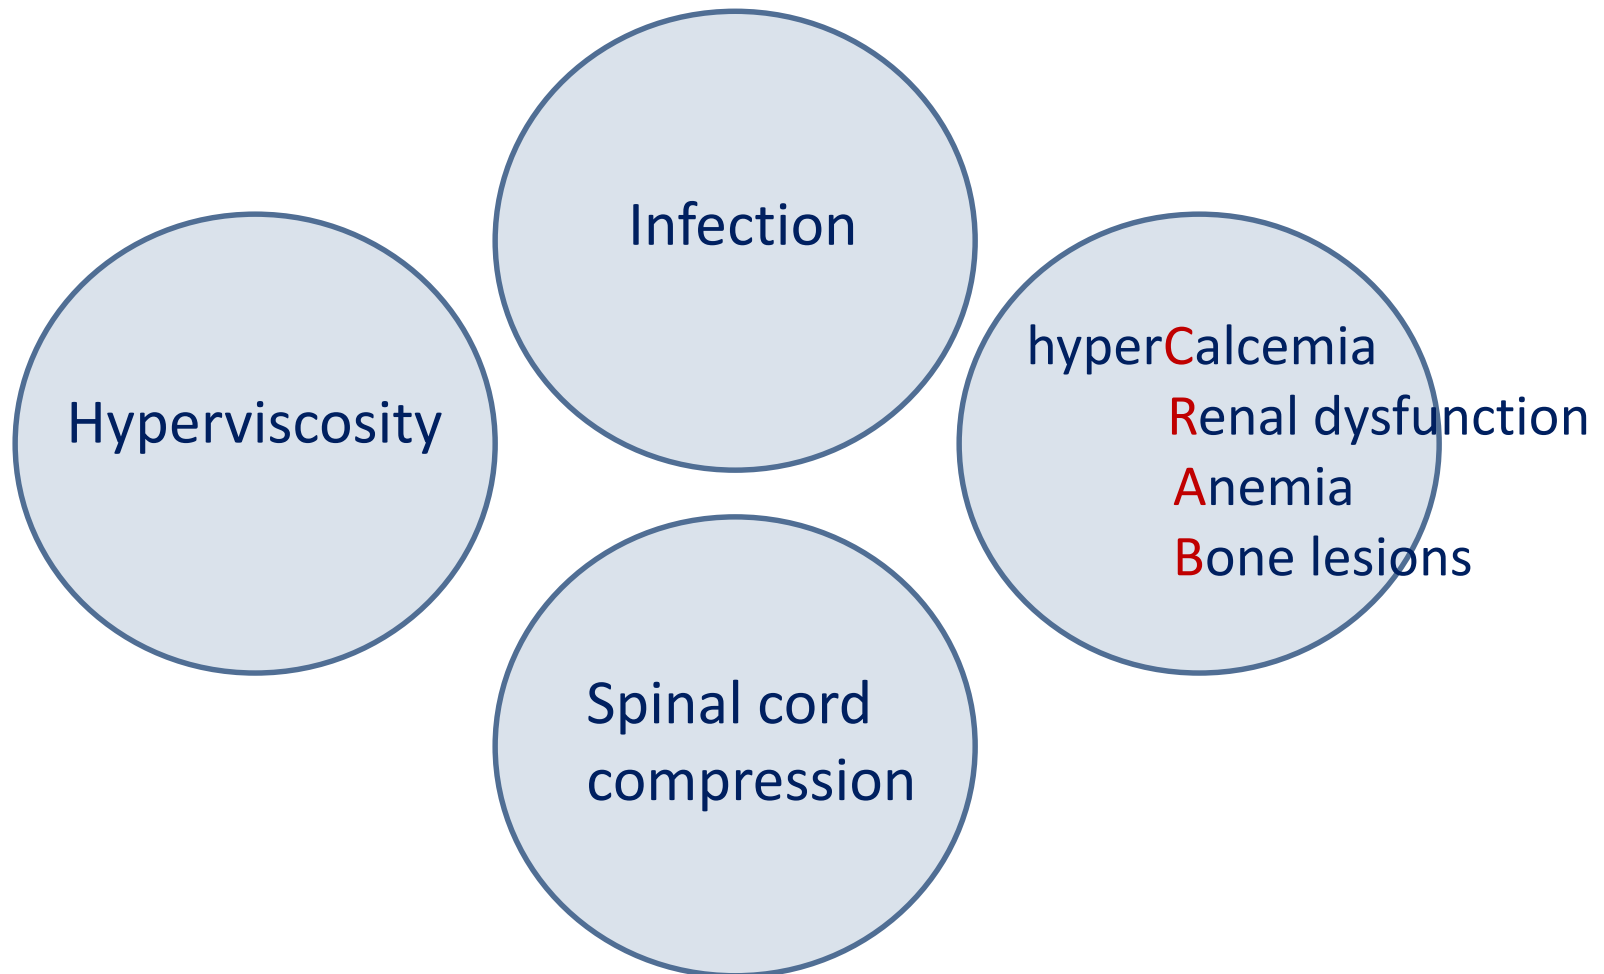 Infection
Hyperviscosity
hyperCalcemia
Renal dysfunction
Anemia
Bone lesions
Spinal cord
compression